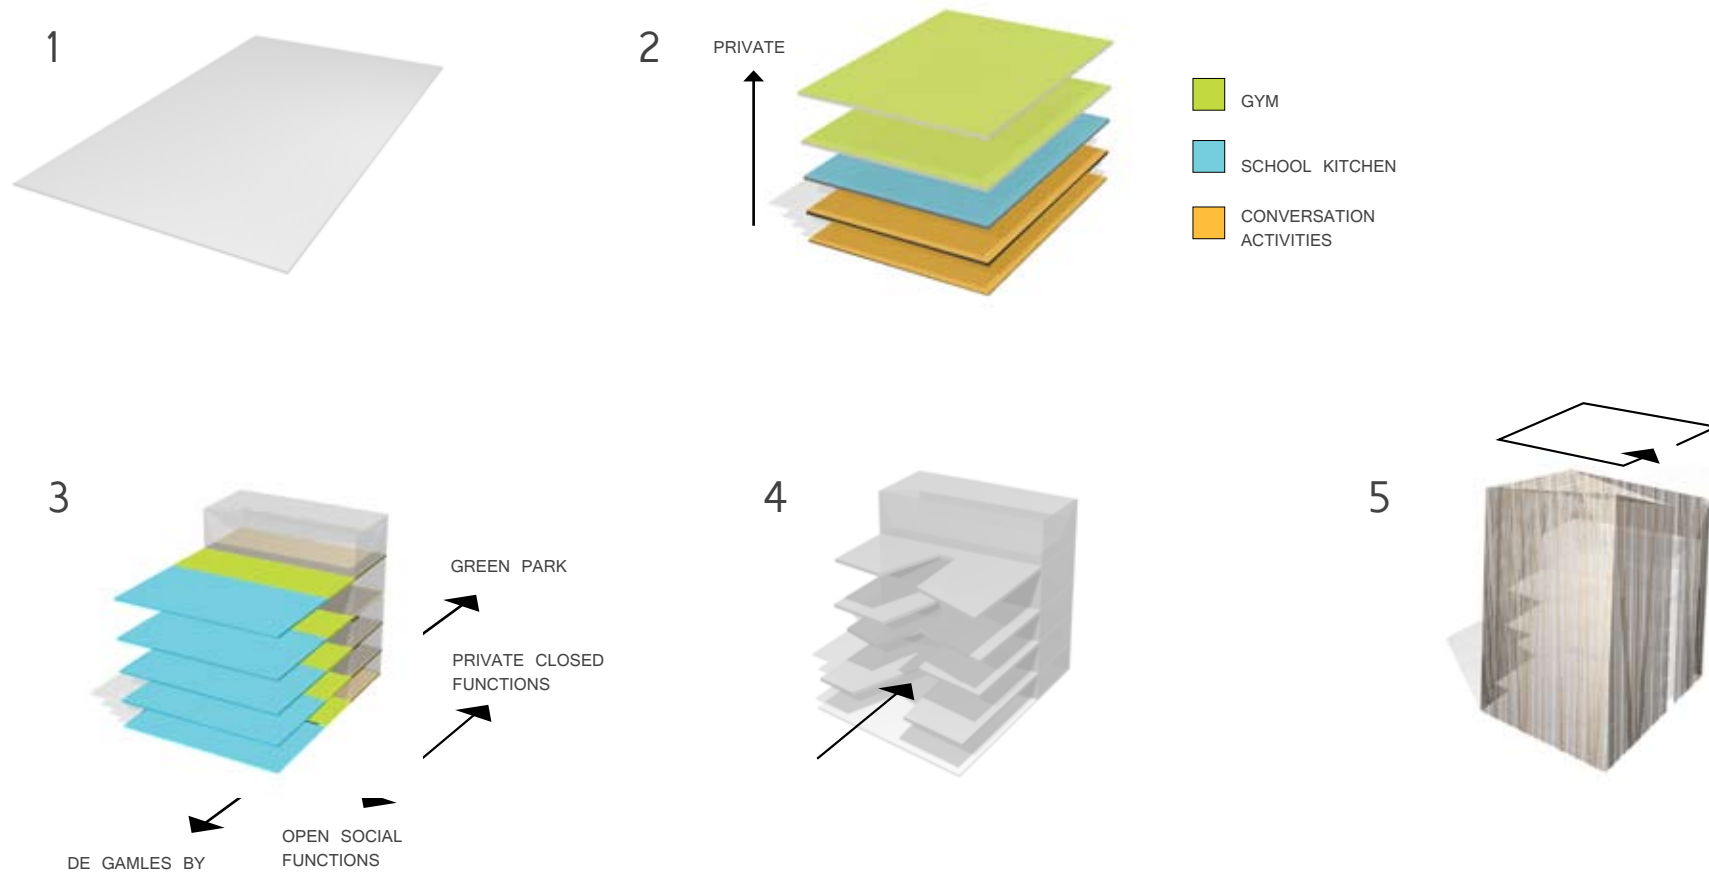 1
2
PRIVATE
GYM
SCHOOL KITCHEN
CONVERSATION
ACTIVITIES
3
GREEN PARK
PRIVATE CLOSED
FUNCTIONS
OPEN SOCIAL
FUNCTIONS
DE GAMLES BY
4
5